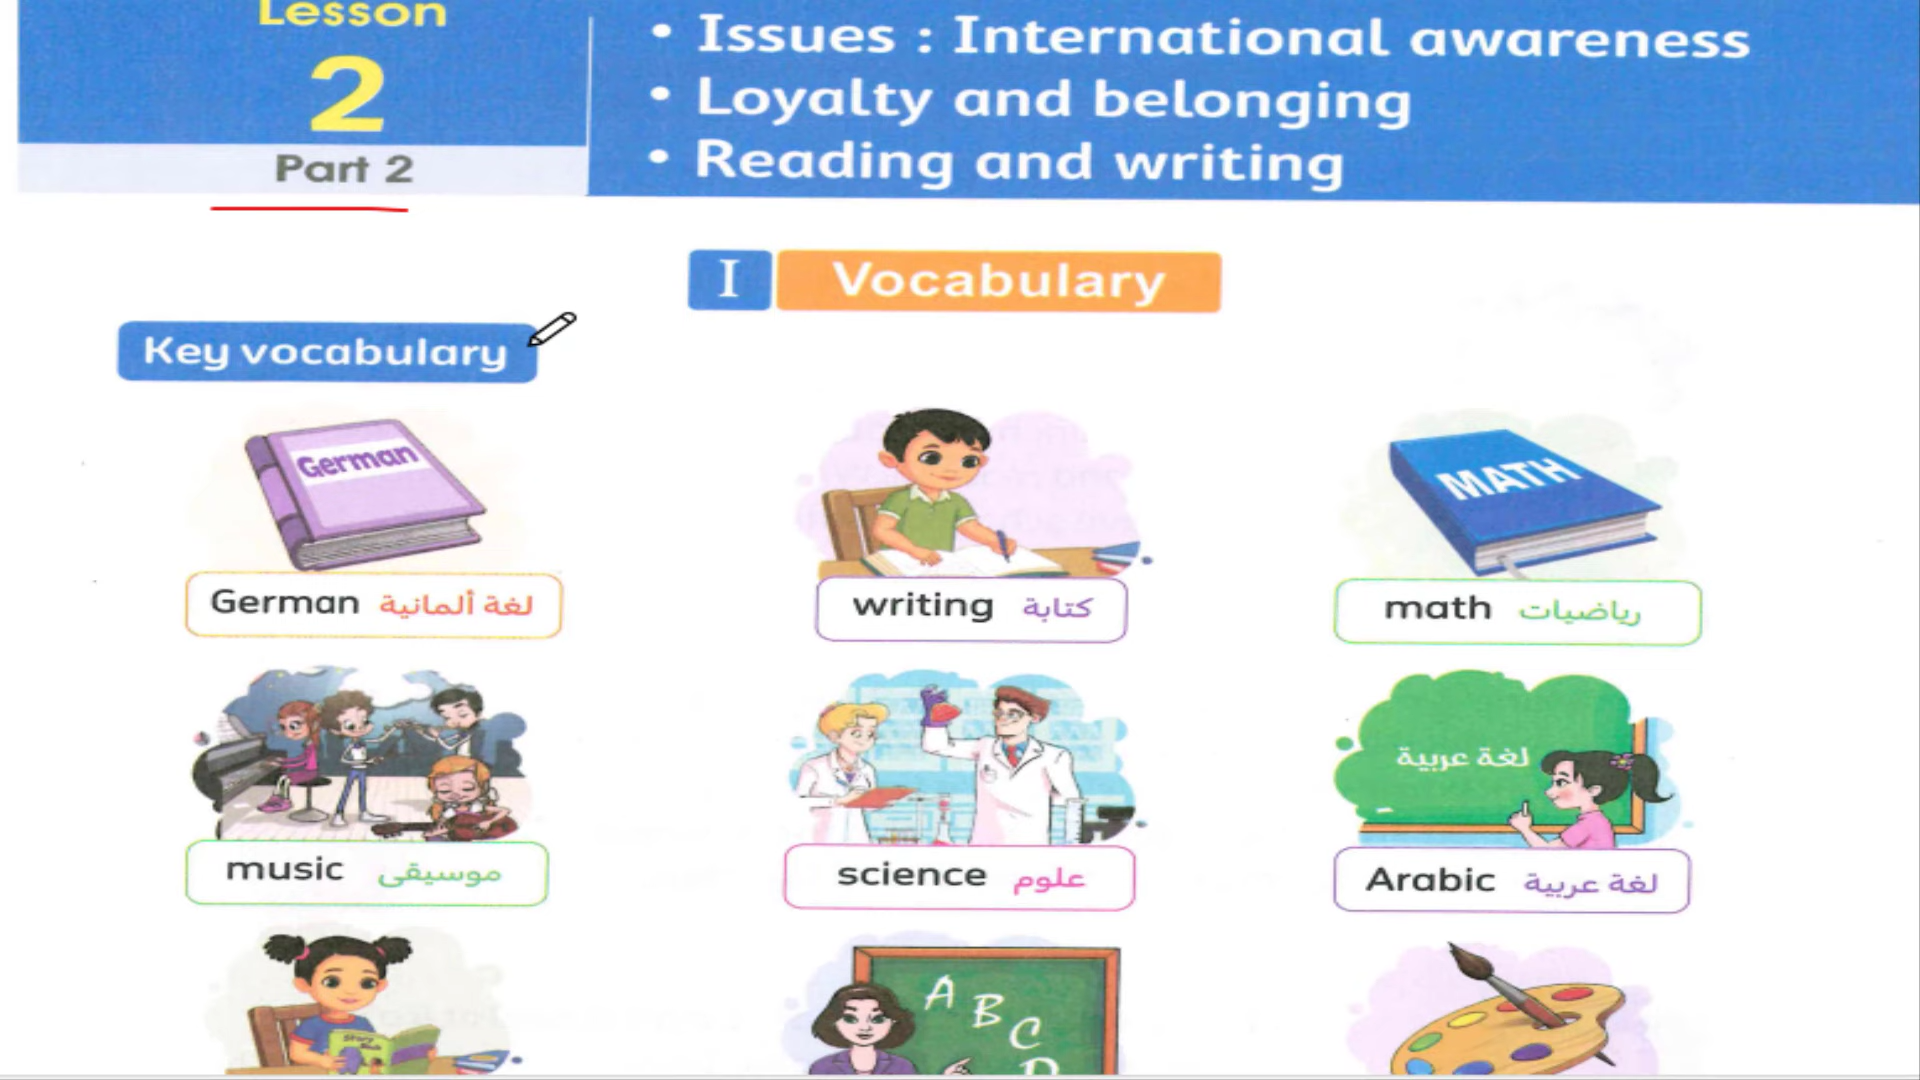 Lesson
2
Part 2
• Issues : International awareness
• Loyalty and belonging
• Reading and writing
I Vocabulary
Key vocabulary
German
MATH
German لغة ألمانية
writing كتابة
math رياضيات
لغة عربية
music موسيقى
science علوم
Arabic لغة عربية
Story
A B C D